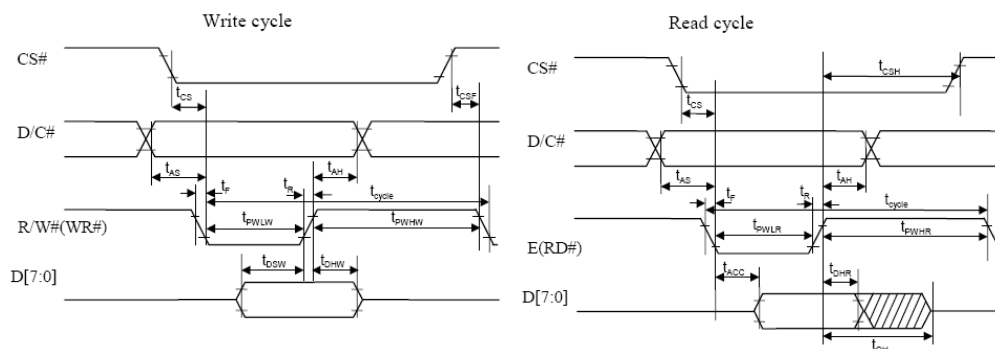 Write cycle
CS#
tCS
tCSF
D/C#
tAS
tAH
tF
tR
tcycle
R/W#(WR#)
tPWLW
tPWHW
D[7:0]
tDSW
tDHW
Read cycle
CS#
tCSH
tCS
D/C#
tAS
tAH
tF
tR
tcycle
E(RD#)
tPWLR
tPWHR
tACC
tDHR
D[7:0]